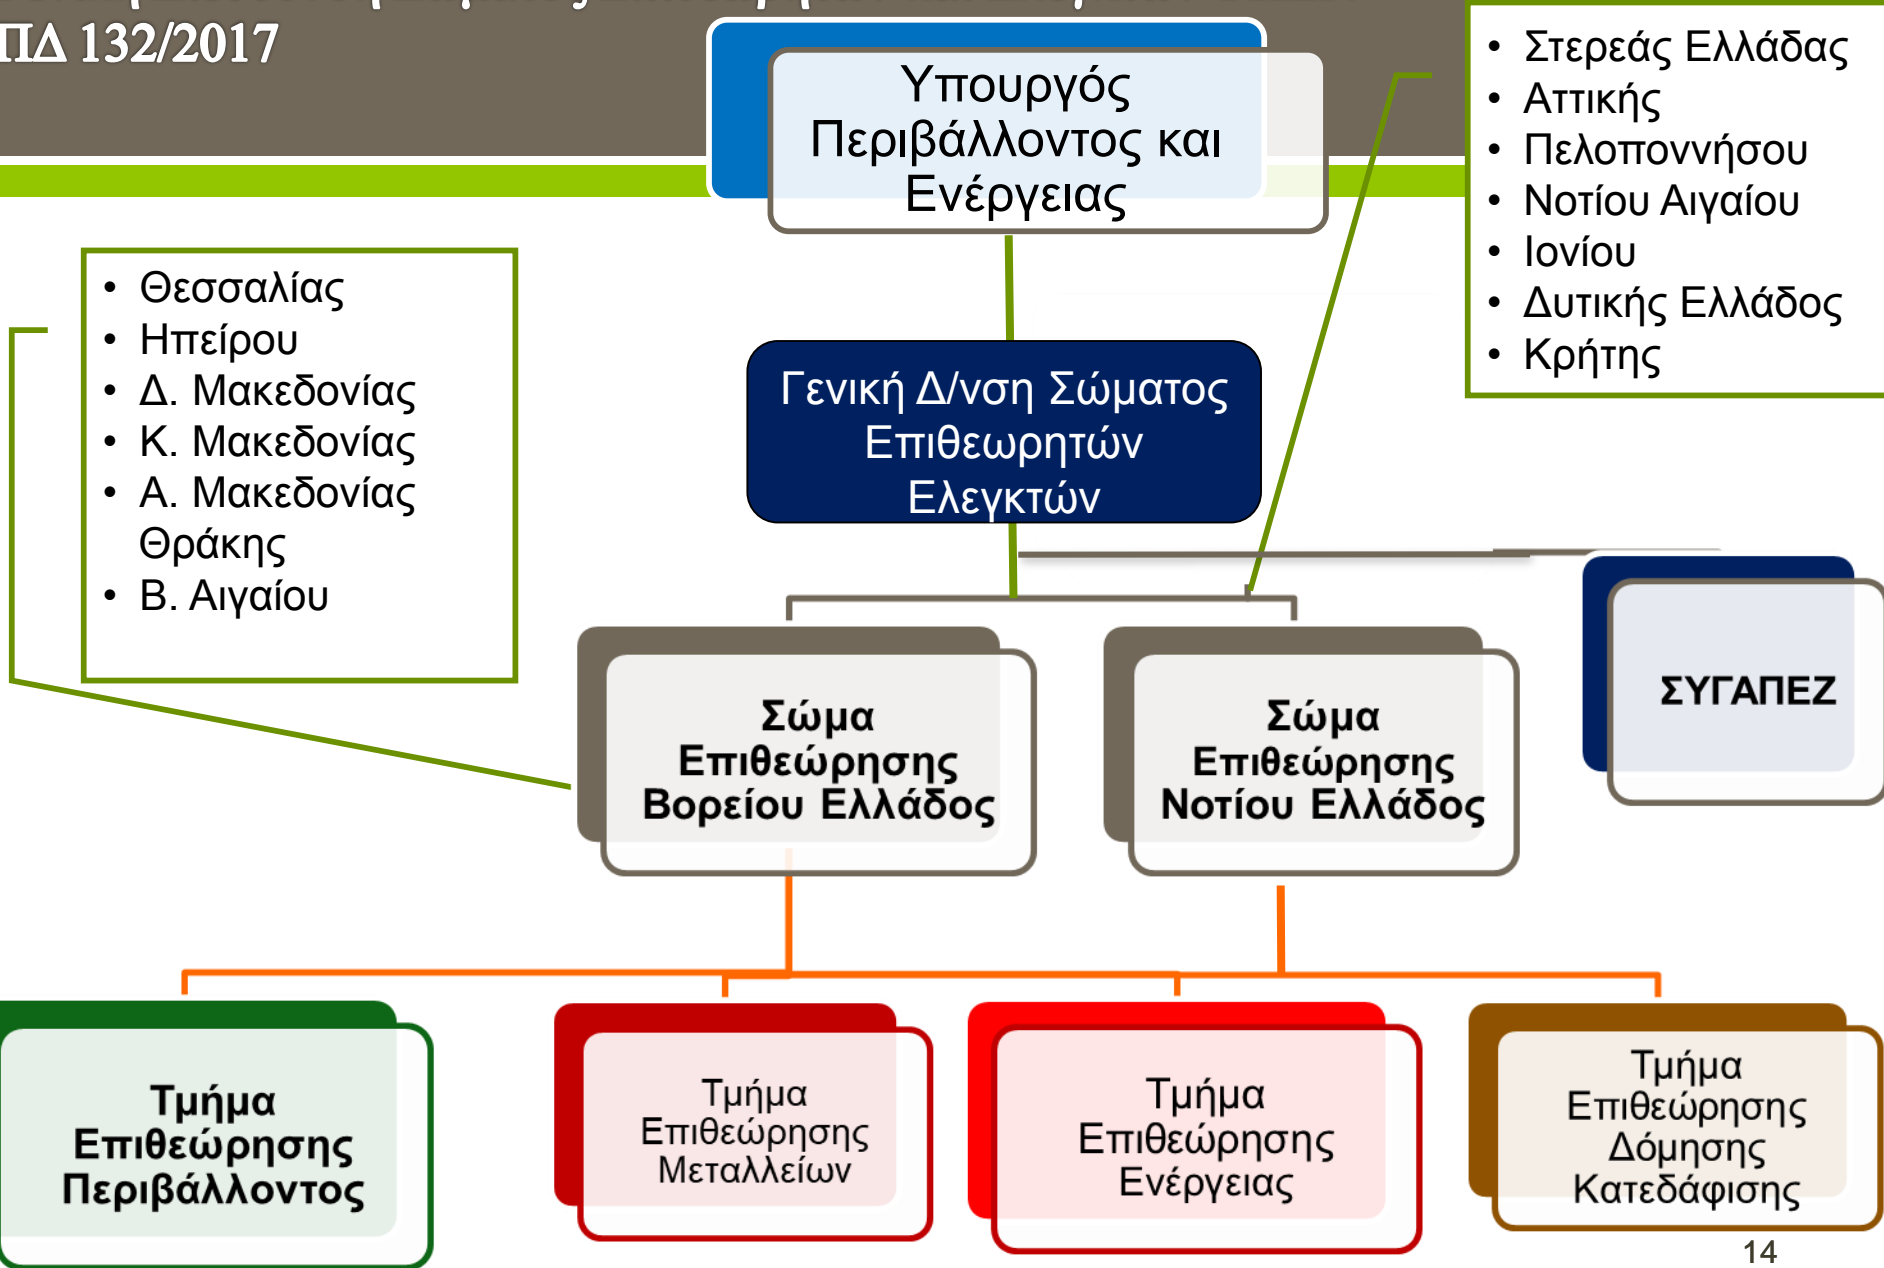 ΠΔ 132/2017
Υπουργός
Περιβάλλοντος και
Ενέργειας
• Στερεάς Ελλάδας
• Αττικής
• Πελοποννήσου
• Νοτίου Αιγαίου
• Ιονίου
• Δυτικής Ελλάδος
• Κρήτης
• Θεσσαλίας
• Ηπείρου
• Δ. Μακεδονίας
• Κ. Μακεδονίας
• Α. Μακεδονίας
Θράκης
• Β. Αιγαίου
Γενική Δ/νση Σώματος
Επιθεωρητών
Ελεγκτών
Σώμα
Επιθεώρησης
Βορείου Ελλάδος
Σώμα
Επιθεώρησης
Νοτίου Ελλάδος
ΣΥΓΑΠΕΖ
Τμήμα
Επιθεώρησης
Περιβάλλοντος
Τμήμα
Επιθεώρησης
Μεταλλείων
Τμήμα
Επιθεώρησης
Ενέργειας
Τμήμα
Επιθεώρησης
Δόμησης
Κατεδάφισης
14